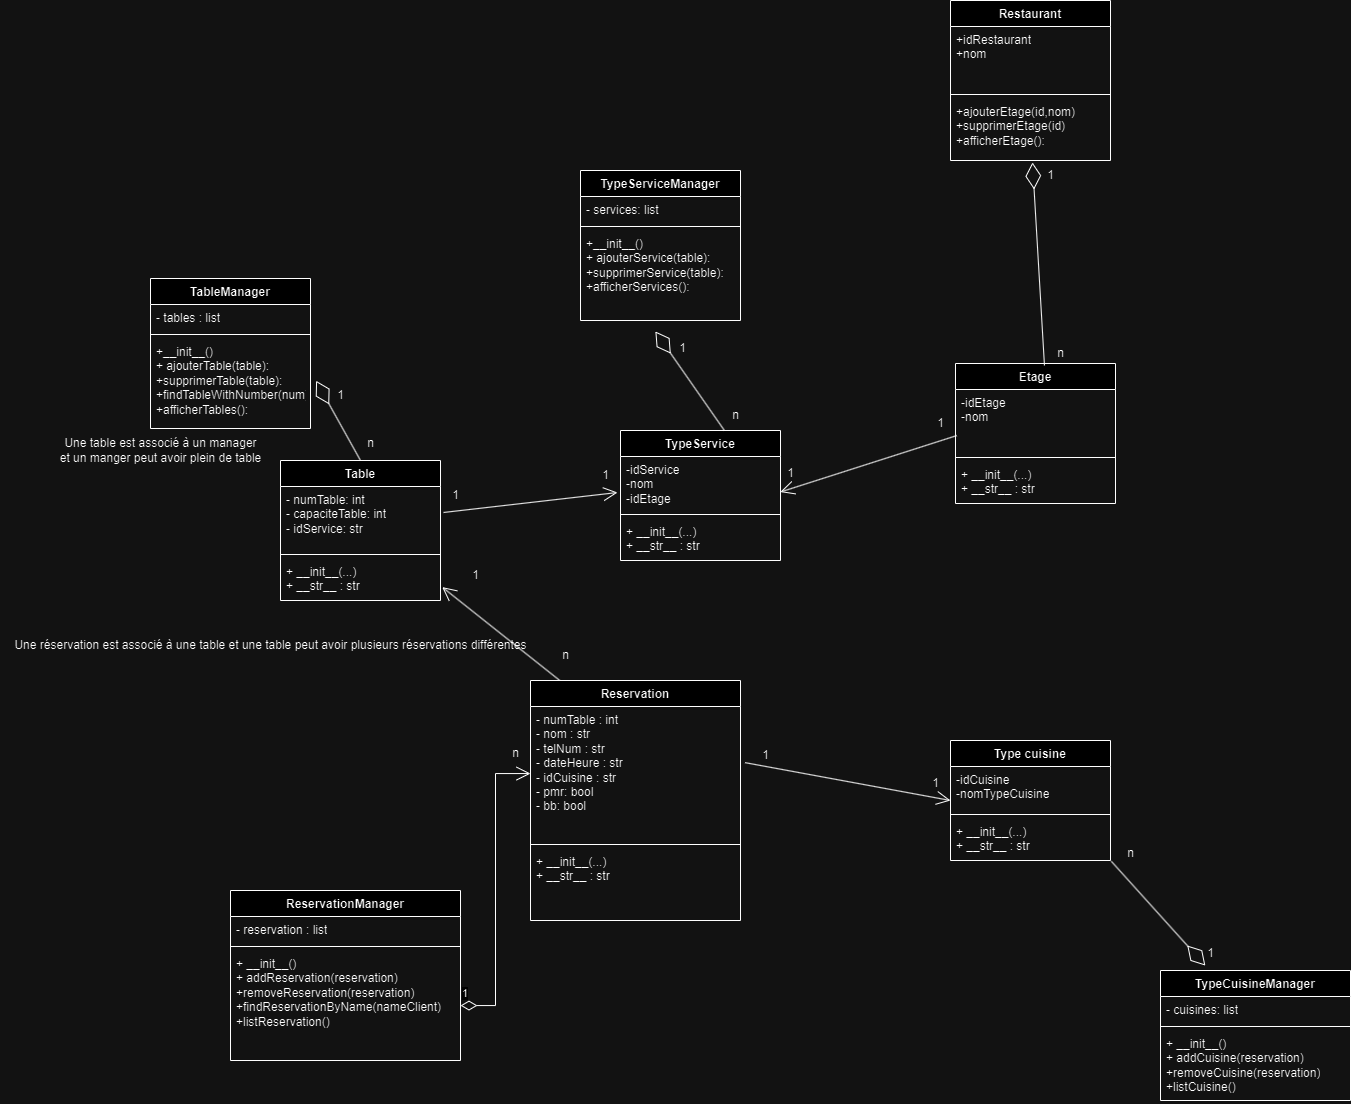 Restaurant
+idRestaurant
+nom
+ajouterEtage(id,nom)
+supprimerEtage(id)
+afficherEtage():
1
n
TypeServiceManager
- services: list
+__init__()
+ ajouterService(table):
+supprimerService(table):
+afficherServices():
1
n
TableManager
- tables : list
+__init__()
+ ajouterTable(table):
+supprimerTable(table):
+findTableWithNumber(num
+afficherTables():
1
n
Une table est associé à un manager
et un manger peut avoir plein de table
Etage
-idEtage
-nom
+ __init__(...)
+ __str__ : str
1
1
TypeService
-idService
-nom
-idEtage
+ __init__(...)
+ __str__ : str
Table
- numTable: int
- capaciteTable: int
- idService: str
+ __init__(...)
+ __str__ : str
1
1
1
n
Une réservation est associé à une table et une table peut avoir plusieurs réservations différentes
Reservation
- numTable : int
- nom : str
- telNum : str
- dateHeure : str
- idCuisine : str
- pmr: bool
- bb: bool
+ __init__(...)
+ __str__ : str
n
1
1
Type cuisine
-idCuisine
-nomTypeCuisine
+ __init__(...)
+ __str__ : str
n
1
ReservationManager
- reservation : list
+ __init__()
+ addReservation(reservation)
+removeReservation(reservation)
+findReservationByName(nameClient)
+listReservation()
1
TypeCuisineManager
- cuisines: list
+ __init__()
+ addCuisine(reservation)
+removeCuisine(reservation)
+listCuisine()